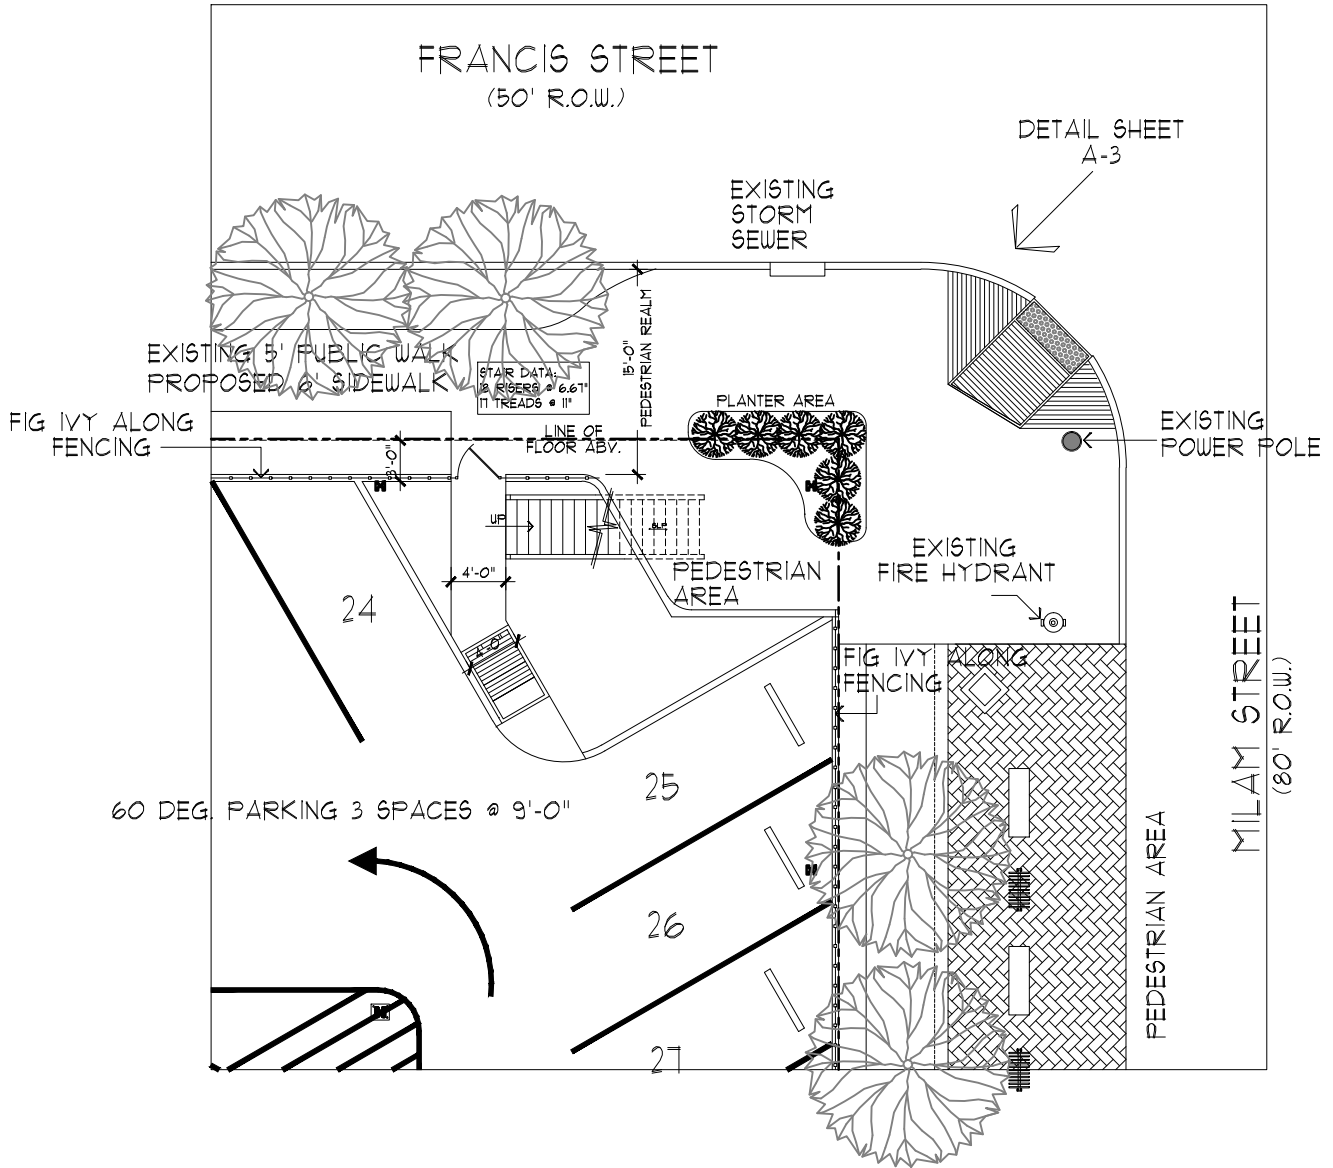 FRANCIS STREET
(50' R.O.W.)
DETAIL SHEET
A-3
EXISTING
STORM
SEWER
EXISTING 5' PUBLIC WALK
PROPOSED 6' SIDEWALK
STAIR DATA:
18 RISERS @ 6.67"
17 TREADS @ 11"
15'-0"
PEDESTRIAN REALM
PLANTER AREA
FIG IVY ALONG
FENCING
LINE OF
FLOOR ABV.
3'-0"
EXISTING
POWER POLE
UP
4'-0"
PEDESTRIAN
AREA
EXISTING
FIRE HYDRANT
24
4'-0"
FIG IVY ALONG
FENCING
MILAM STREET
(80' R.O.W.)
25
60 DEG. PARKING 3 SPACES @ 9'-0"
PEDESTRIAN AREA
26
27